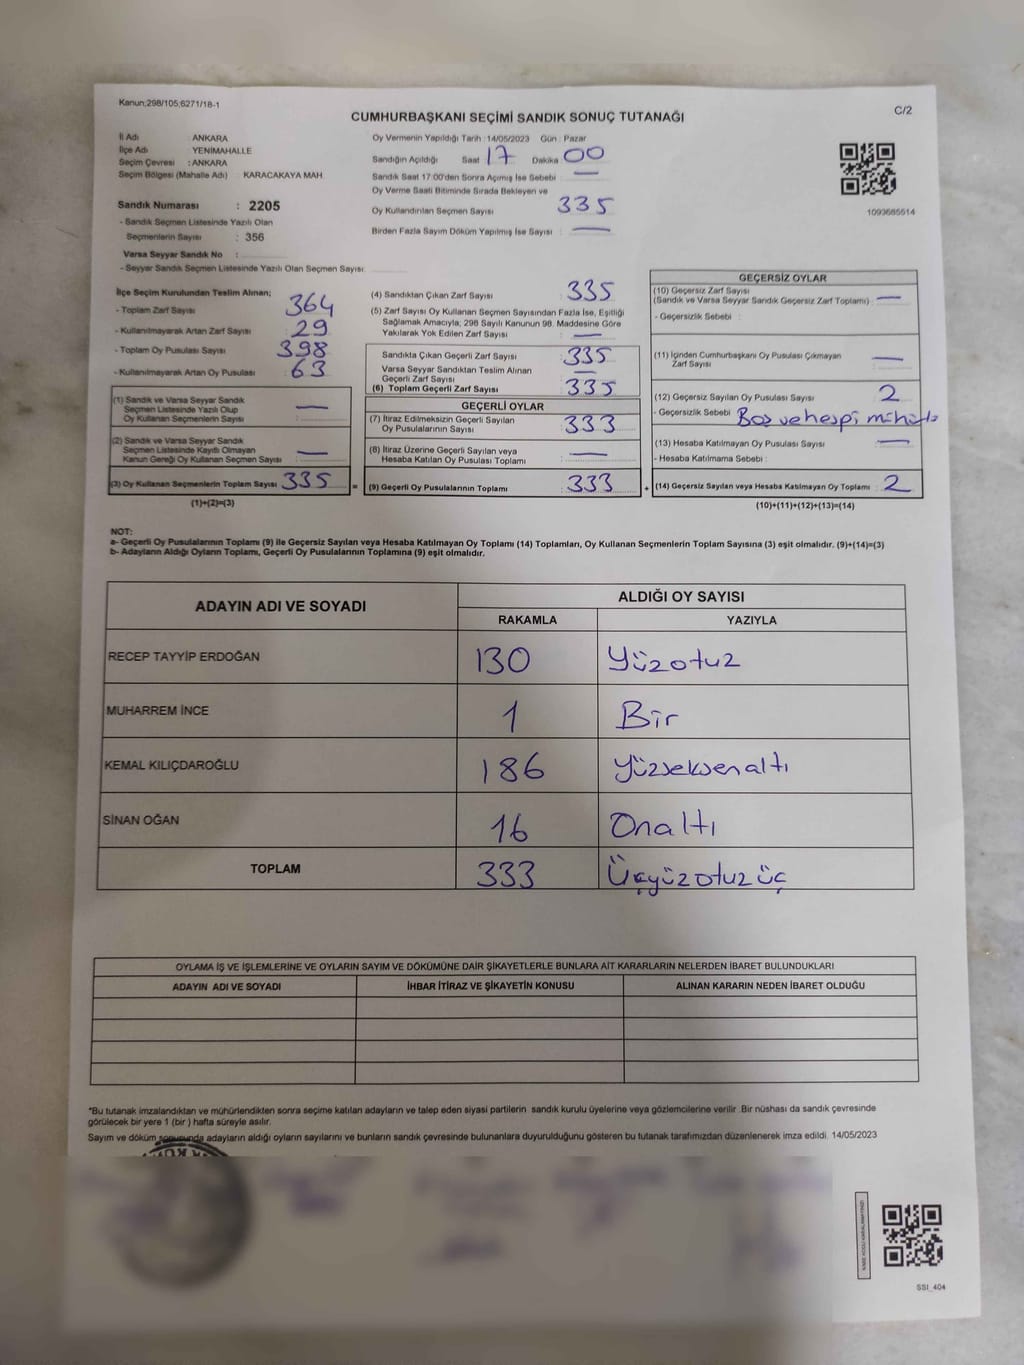 Kanun;298/105;6271/18-1
C/2
CUMHURBAŞKANI SEÇİMİ SANDIK SONUÇ TUTANAĞI
İl Adı : ANKARA
İlçe Adı : YENİMAHALLE
Seçim Çevresi : ANKARA
Seçim Bölgesi (Mahalle Adı) : KARACAKAYA MAH
Sandık Numarası : 2205
- Sandık Seçmen Listesinde Yazılı Olan
Seçmenlerin Sayısı : 356
Varsa Seyyar Sandık No :
- Seyyar Sandık Seçmen Listesinde Yazılı Olan Seçmen Sayısı:
Oy Vermenin Yapıldığı Tarih :14/05/2023 Gün : Pazar
Sandığın Açıldığı Saat 17 Dakika 00
Sandık Saat 17:00'den Sonra Açılmış İse Sebebi : —
Oy Verme Saati Bitiminde Sırada Bekleyen ve
Oy Kullandırılan Seçmen Sayısı : 335
Birden Fazla Sayım Döküm Yapılmış İse Sayısı : —
1093685514
İlçe Seçim Kurulundan Teslim Alınan;
- Toplam Zarf Sayısı : 364
- Kullanılmayarak Artan Zarf Sayısı : 29
- Toplam Oy Pusulası Sayısı : 398
- Kullanılmayarak Artan Oy Pusulası : 63
(1) Sandık ve Varsa Seyyar Sandık
Seçmen Listesinde Yazılı Olup
Oy Kullanan Seçmenlerin Sayısı : —
(2) Sandık ve Varsa Seyyar Sandık
Seçmen Listesinde Kayıtlı Olmayan
Kanun Gereği Oy Kullanan Seçmen Sayısı : —
(3) Oy Kullanan Seçmenlerin Toplam Sayısı : 335 =
(1)+(2)=(3)
(4) Sandıktan Çıkan Zarf Sayısı : 335
(5) Zarf Sayısı Oy Kullanan Seçmen Sayısından Fazla İse, Eşitliği
Sağlamak Amacıyla; 298 Sayılı Kanunun 98. Maddesine Göre
Yakılarak Yok Edilen Zarf Sayısı : —
Sandıkta Çıkan Geçerli Zarf Sayısı : 335
Varsa Seyyar Sandıktan Teslim Alınan
Geçerli Zarf Sayısı : —
(6) Toplam Geçerli Zarf Sayısı : 335
GEÇERLİ OYLAR
(7) İtiraz Edilmeksizin Geçerli Sayılan
Oy Pusulalarının Sayısı : 333
(8) İtiraz Üzerine Geçerli Sayılan veya
Hesaba Katılan Oy Pusulası Toplamı : —
(9) Geçerli Oy Pusulalarının Toplamı : 333 +
GEÇERSİZ OYLAR
(10) Geçersiz Zarf Sayısı
(Sandık ve Varsa Seyyar Sandık Geçersiz Zarf Toplamı) : —
- Geçersizlik Sebebi :
(11) İçinden Cumhurbaşkanı Oy Pusulası Çıkmayan
Zarf Sayısı : —
(12) Geçersiz Sayılan Oy Pusulası Sayısı : 2
- Geçersizlik Sebebi : Boş ve hespi mühürlü
(13) Hesaba Katılmayan Oy Pusulası Sayısı : —
- Hesaba Katılmama Sebebi :
(14) Geçersiz Sayılan veya Hesaba Katılmayan Oy Toplamı : 2
(10)+(11)+(12)+(13)=(14)
NOT:
a- Geçerli Oy Pusulalarının Toplamı (9) ile Geçersiz Sayılan veya Hesaba Katılmayan Oy Toplamı (14) Toplamları, Oy Kullanan Seçmenlerin Toplam Sayısına (3) eşit olmalıdır. (9)+(14)=(3)
b- Adayların Aldığı Oyların Toplamı, Geçerli Oy Pusulalarının Toplamına (9) eşit olmalıdır.
ADAYIN ADI VE SOYADI
ALDIĞI OY SAYISI
RAKAMLA YAZIYLA
RECEP TAYYİP ERDOĞAN 130 Yüzotuz
MUHARREM İNCE 1 Bir
KEMAL KILIÇDAROĞLU 186 Yüzseksenaltı
SİNAN OĞAN 16 Onaltı
TOPLAM 333 Üçyüzotuzüç
OYLAMA İŞ VE İŞLEMLERİNE VE OYLARIN SAYIM VE DÖKÜMÜNE DAİR ŞİKAYETLERLE BUNLARA AİT KARARLARIN NELERDEN İBARET BULUNDUKLARI
ADAYIN ADI VE SOYADI İHBAR İTİRAZ VE ŞİKAYETİN KONUSU ALINAN KARARIN NEDEN İBARET OLDUĞU
*Bu tutanak imzalandıktan ve mühürlendikten sonra seçime katılan adayların ve talep eden siyasi partilerin sandık kurulu üyelerine veya gözlemcilerine verilir .Bir nüshası da sandık çevresinde
görülecek bir yere 1 (bir ) hafta süreyle asılır.
Sayım ve döküm sonucunda adayların aldığı oyların sayılarını ve bunların sandık çevresinde bulunanlara duyurulduğunu gösteren bu tutanak tarafımızdan düzenlenerek imza edildi. 14/05/2023
SSI_404